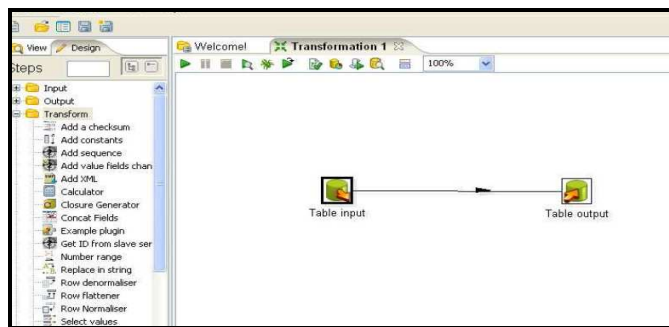 View
Design
Welcome!
Transformation 1
Steps
100%
Input
Output
Transform
Add a checksum
Add constants
Add sequence
Add value fields chan
Add XML
Calculator
Closure Generator
Concat Fields
Example plugin
Get ID from slave ser
Number range
Replace in string
Row denormaliser
Row flattener
Row Normaliser
Select values
Table input
Table output